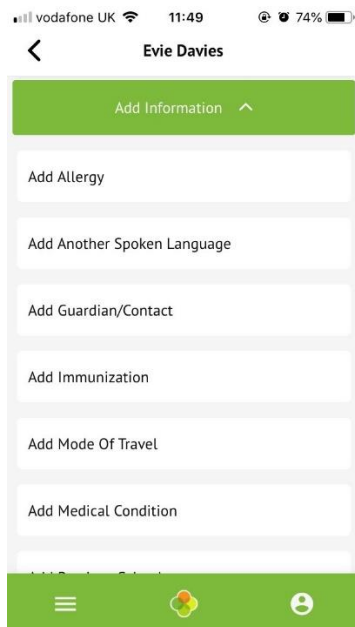 vodafone UK 11:49 74%
Evie Davies
Add Information
Add Allergy
Add Another Spoken Language
Add Guardian/Contact
Add Immunization
Add Mode Of Travel
Add Medical Condition